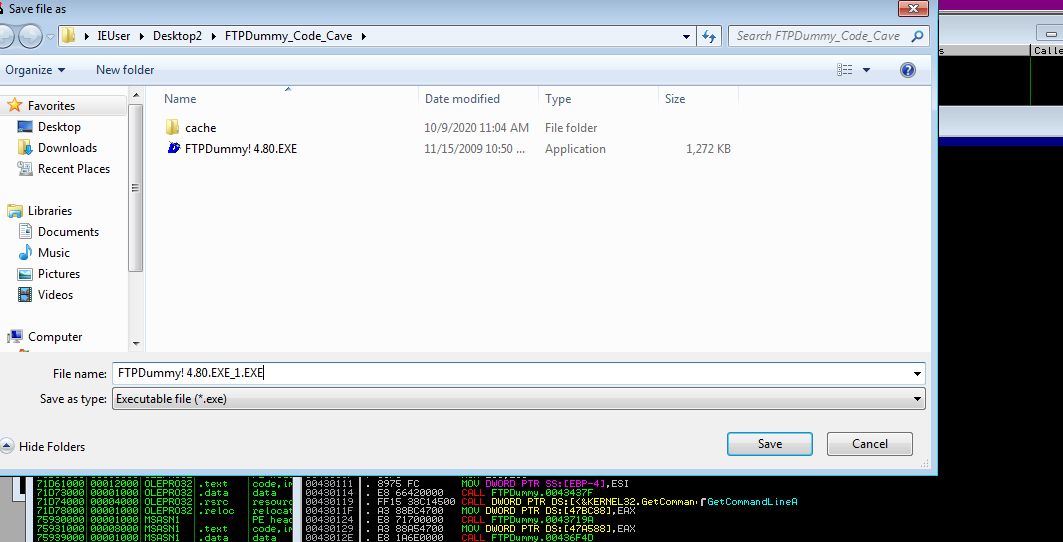 Save file as
IEUser Desktop2 FTPDummy_Code_Cave Search FTPDummy_Code_Cave
s Calle
Organize New folder
Favorites
Desktop
Downloads
Recent Places
Libraries
Documents
Music
Pictures
Videos
Computer
Name Date modified Type Size
cache 10/9/2020 11:04 AM File folder
FTPDummy! 4.80.EXE 11/15/2009 10:50 ... Application 1,272 KB
File name: FTPDummy! 4.80.EXE_1.EXE
Save as type: Executable file (*.exe)
Hide Folders Save Cancel
71D61000 00012000 OLEPRO32 .text code,im
71D73000 00001000 OLEPRO32 .data data
71D74000 00004000 OLEPRO32 .rsrc resourc
71D78000 00001000 OLEPRO32 .reloc relocat
75930000 00001000 MSASN1 PE head
75931000 00008000 MSASN1 .text code,im
75939000 00001000 MSASN1 .data data
00430111 . 8975 FC MOV DWORD PTR SS:[EBP-4],ESI
00430114 . E8 66420000 CALL FTPDummy.0043437F
00430119 . FF15 38C14500 CALL DWORD PTR DS:[<&KERNEL32.GetComman GetCommandLineA
0043011F . A3 88BC4700 MOV DWORD PTR DS:[47BC88],EAX
00430124 . E8 71700000 CALL FTPDummy.0043719A
00430129 . A3 88A54700 MOV DWORD PTR DS:[47A588],EAX
0043012E . E8 1A6E0000 CALL FTPDummy.00436F4D